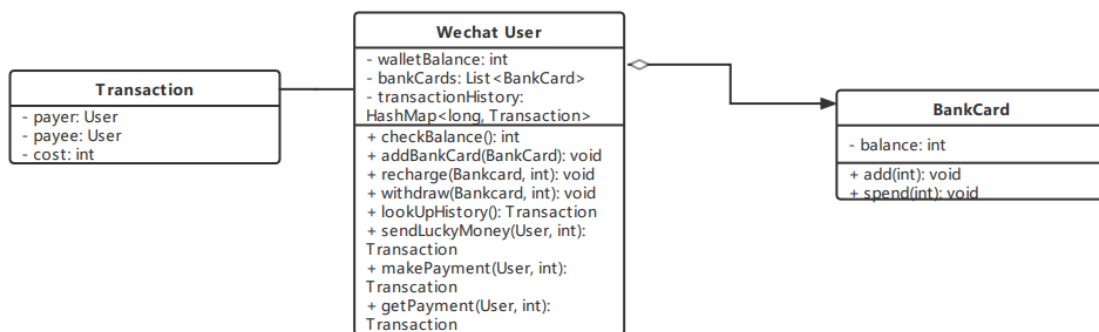 Transaction
- payer: User
- payee: User
- cost: int
Wechat User
- walletBalance: int
- bankCards: List<BankCard>
- transactionHistory:
HashMap<long, Transaction>
+ checkBalance(): int
+ addBankCard(BankCard): void
+ recharge(Bankcard, int): void
+ withdraw(Bankcard, int): void
+ lookUpHistory(): Transaction
+ sendLuckyMoney(User, int):
Transaction
+ makePayment(User, int):
Transcation
+ getPayment(User, int):
Transaction
BankCard
- balance: int
+ add(int): void
+ spend(int): void